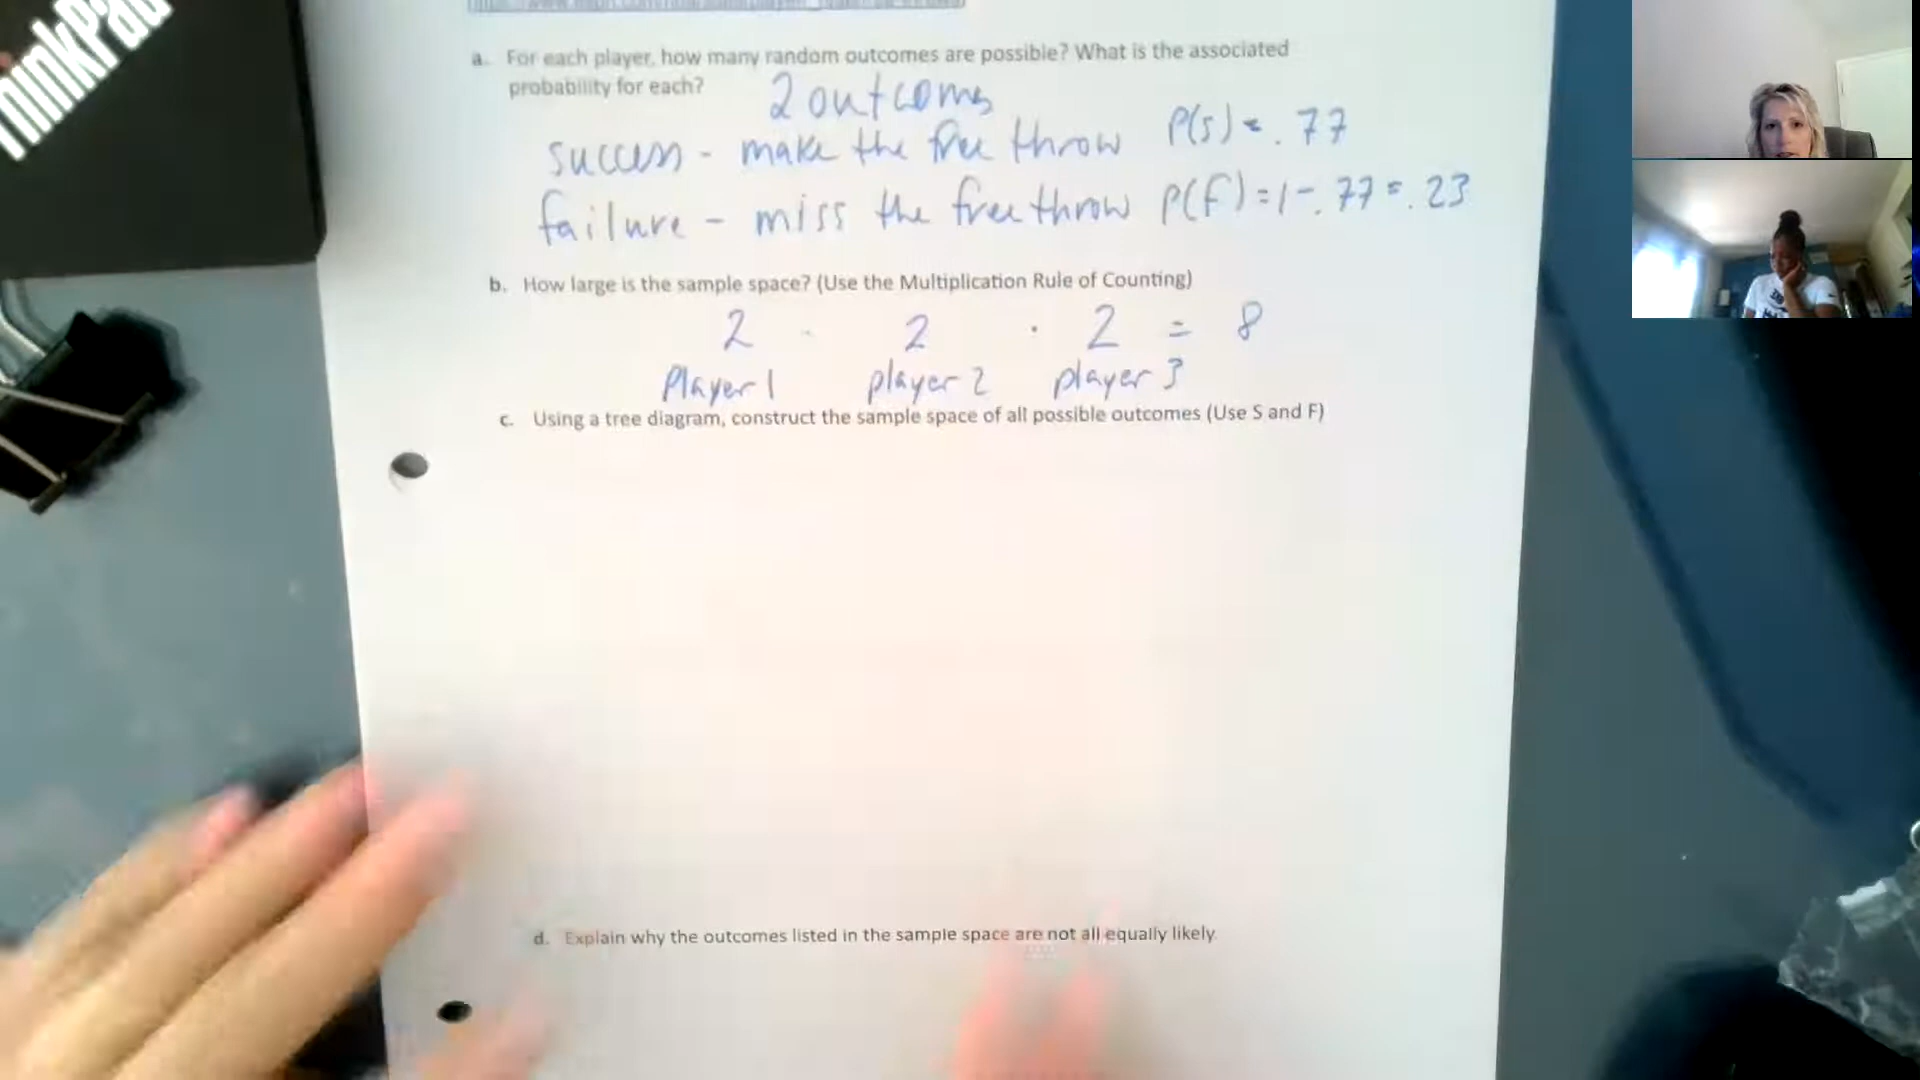 ThinkPad
a. For each player, how many random outcomes are possible? What is the associated
probability for each?
2 outcoms
success - make the free throw P(s) = .77
failure - miss the free throw P(F) = 1 - .77 = .23
b. How large is the sample space? (Use the Multiplication Rule of Counting)
2 · 2 · 2 = 8
Player 1 player 2 player 3
c. Using a tree diagram, construct the sample space of all possible outcomes (Use S and F)
d. Explain why the outcomes listed in the sample space are not all equally likely.